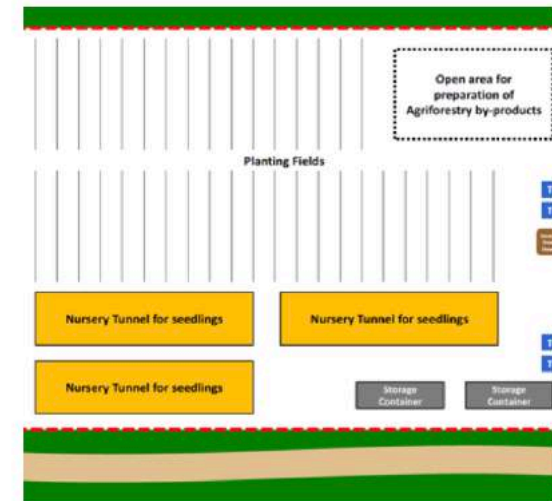 Open area for
preparation of
Agriforestry by-products
Planting Fields
T
T
Nursery Tunnel for seedlings
Nursery Tunnel for seedlings
T
T
Nursery Tunnel for seedlings
Storage
Container
Storage
Container